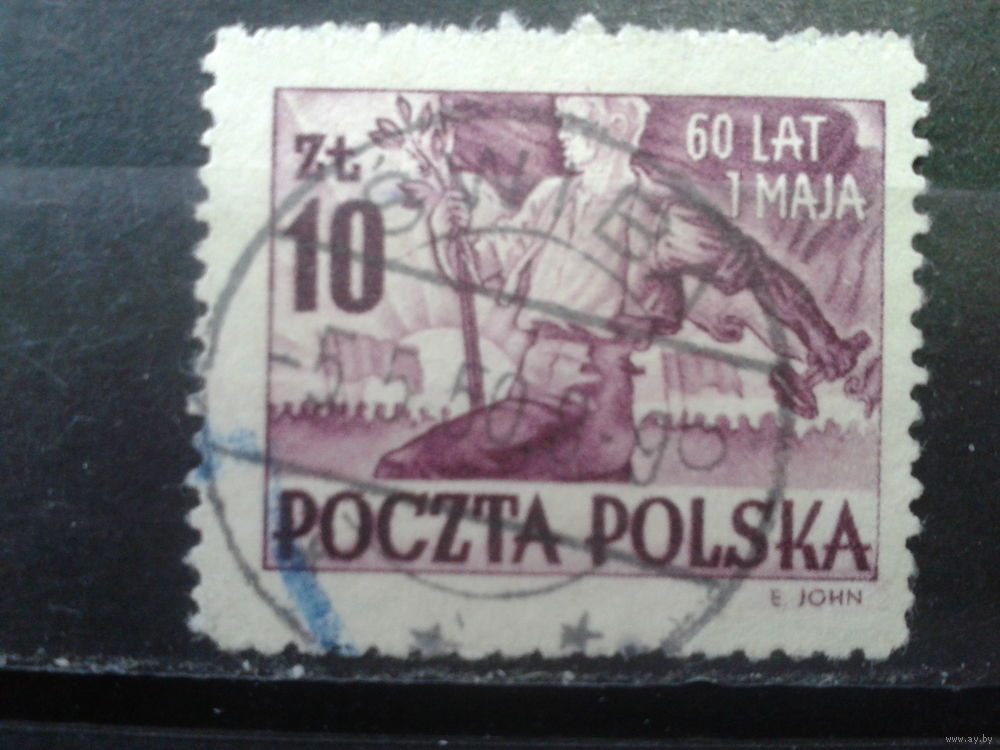 60 LAT
1 MAJA
ZŁ
10
POCZTA POLSKA
E. JOHN
www.ay.by